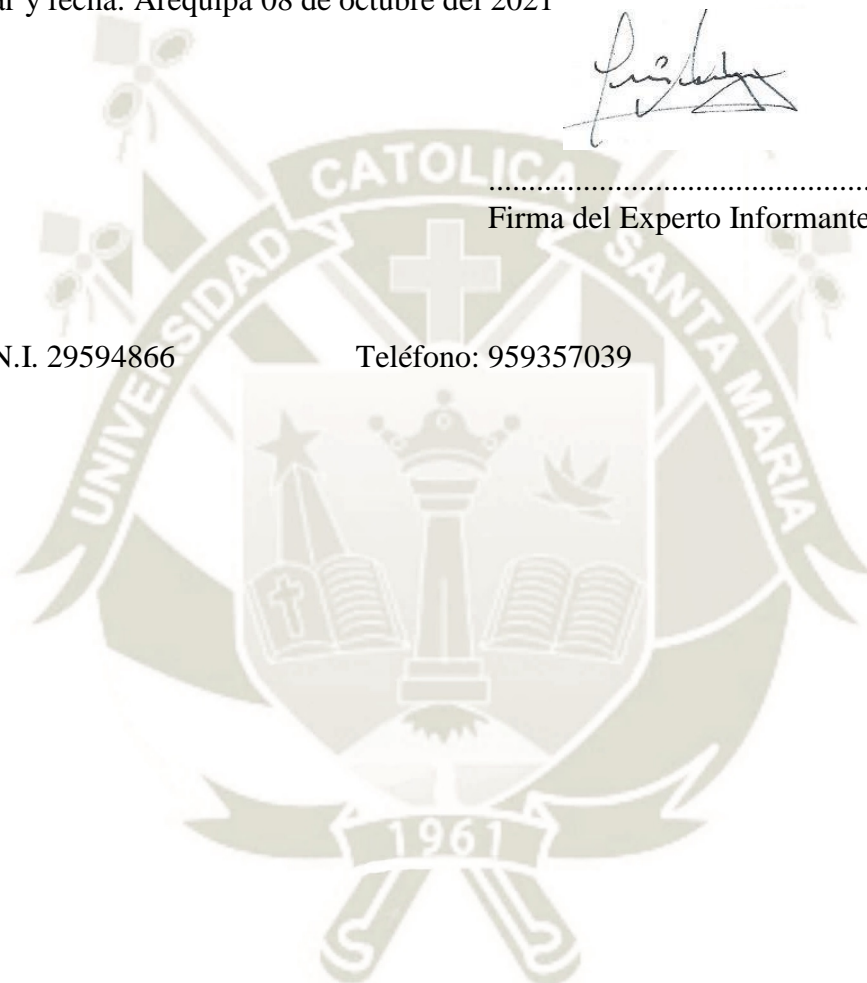 ar y fecha: Arequipa 08 de octubre del 2021
Firma del Experto Informante
N.I. 29594866 Teléfono: 959357039
UNIVERSIDAD CATOLICA SANTA MARIA
1961